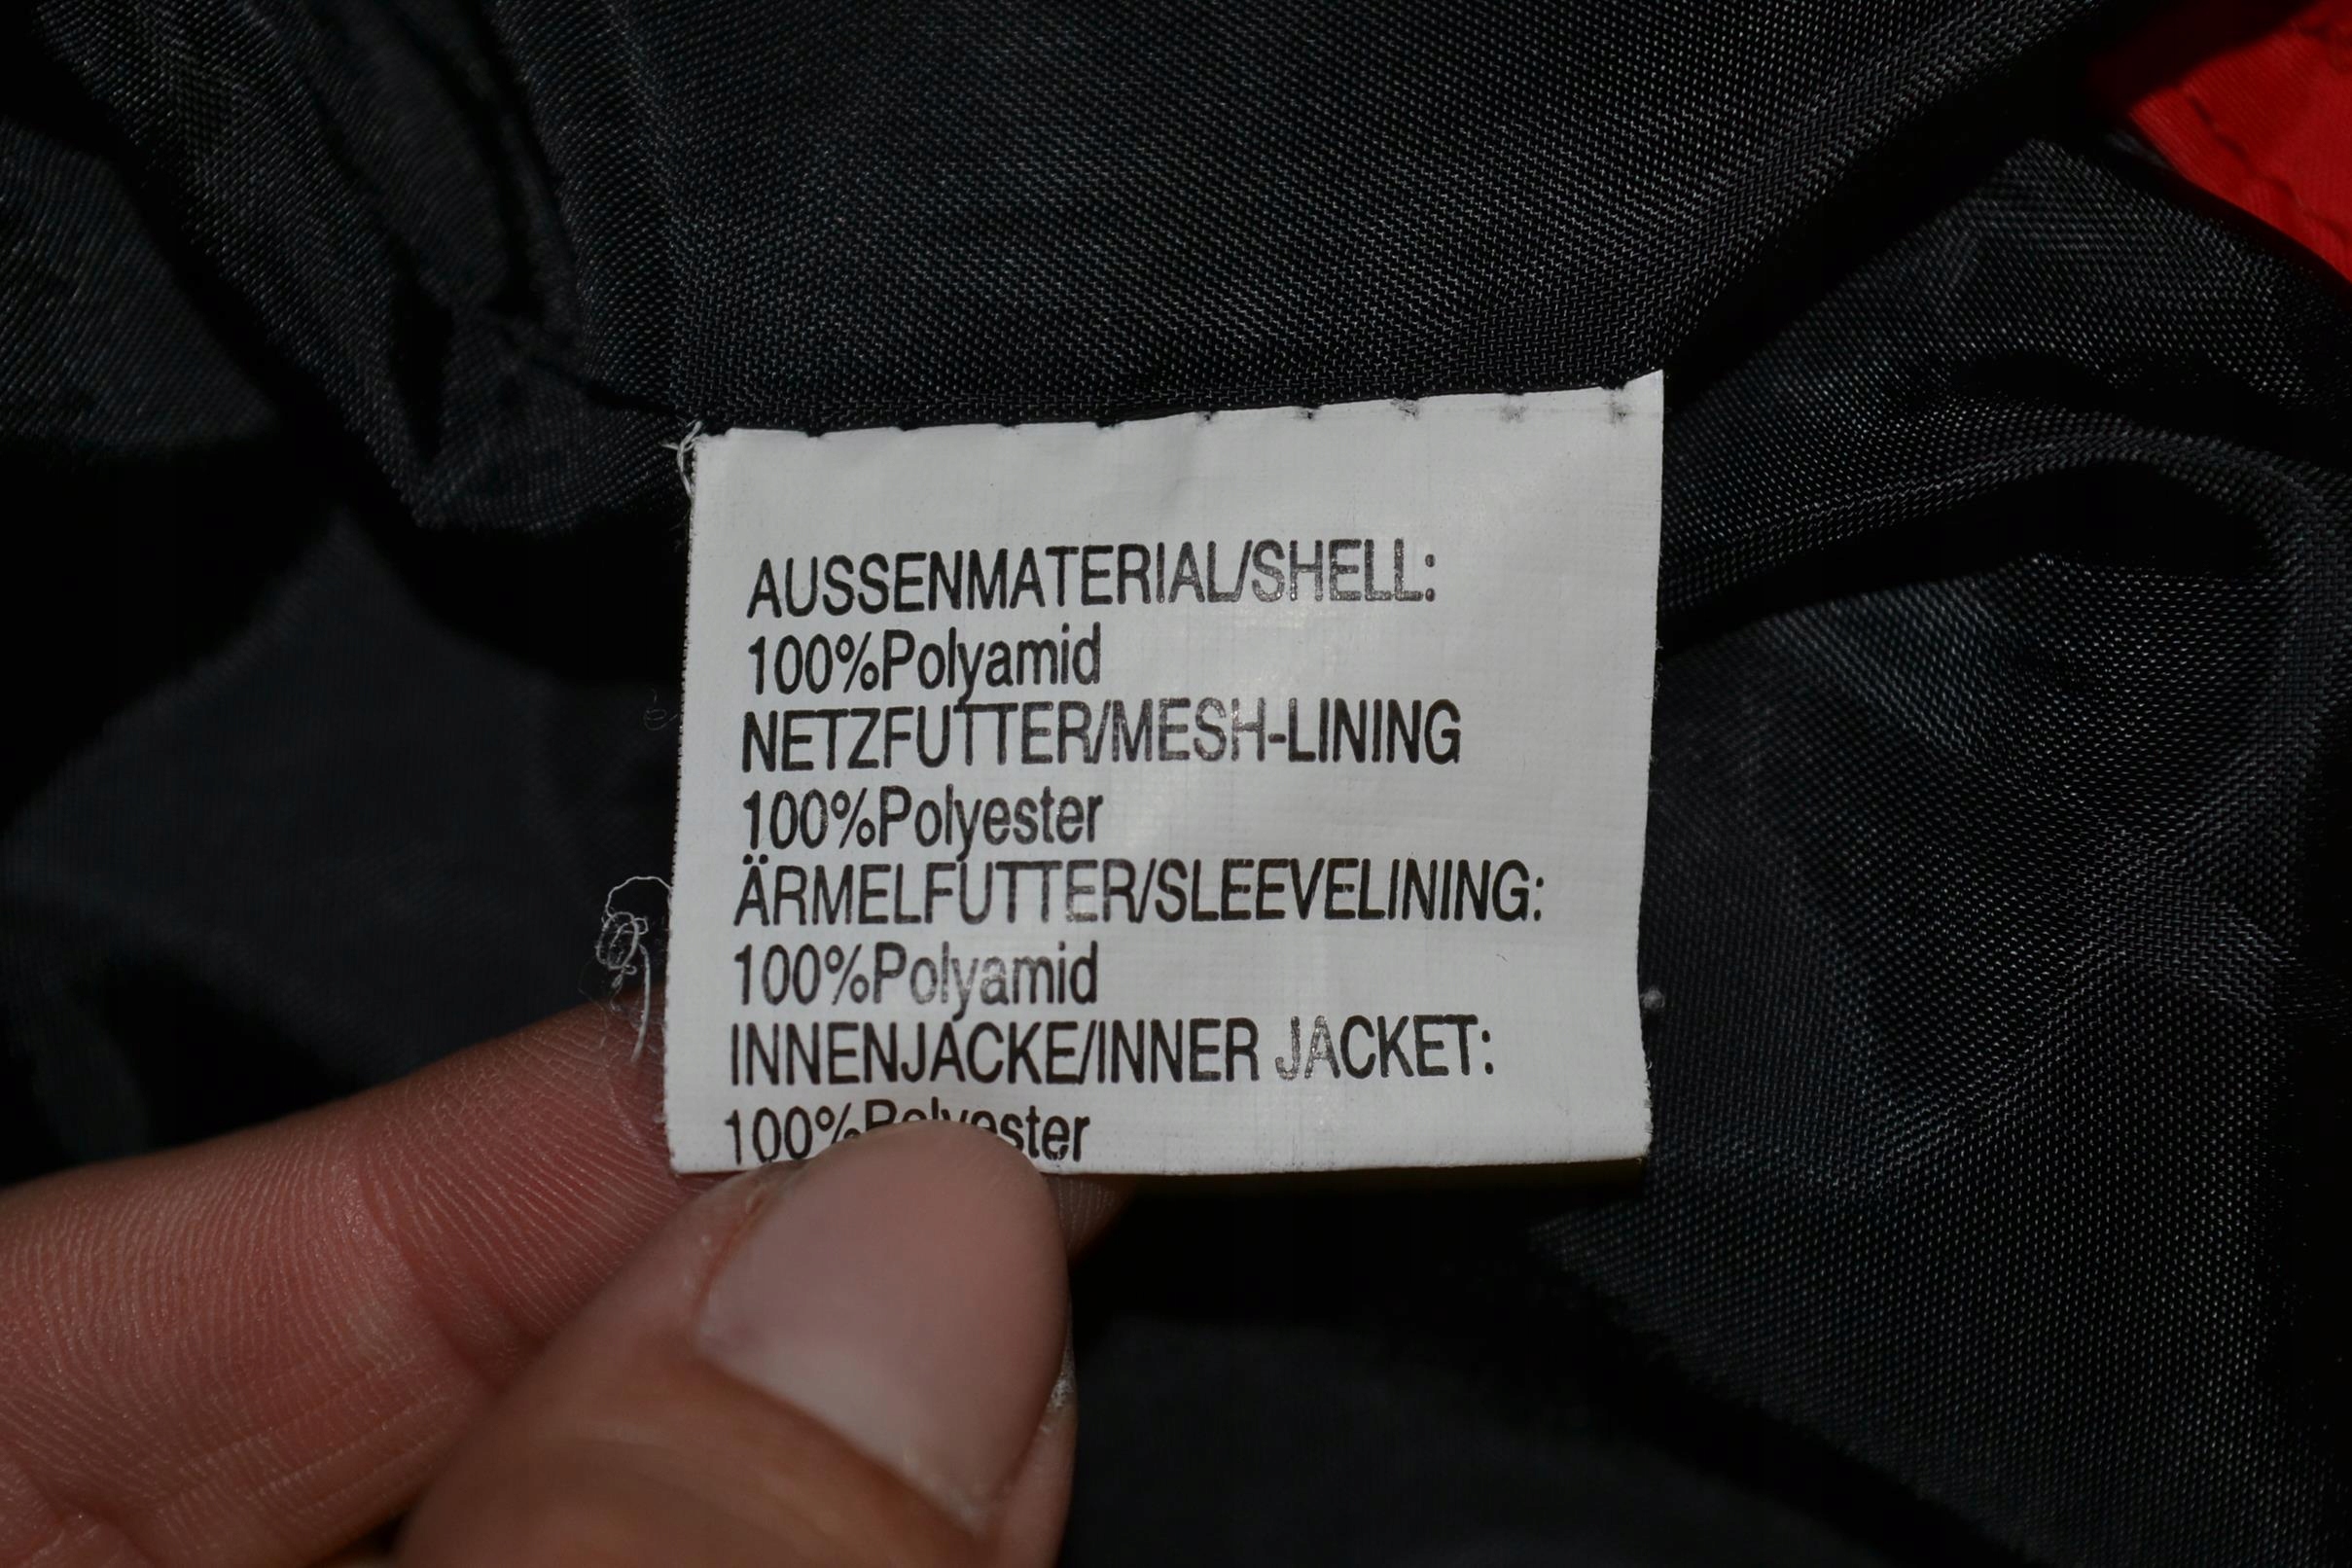 AUSSENMATERIAL/SHELL:
100%Polyamid
NETZFUTTER/MESH-LINING
100%Polyester
ÄRMELFUTTER/SLEEVELINING:
100%Polyamid
INNENJACKE/INNER JACKET:
100%Polyester